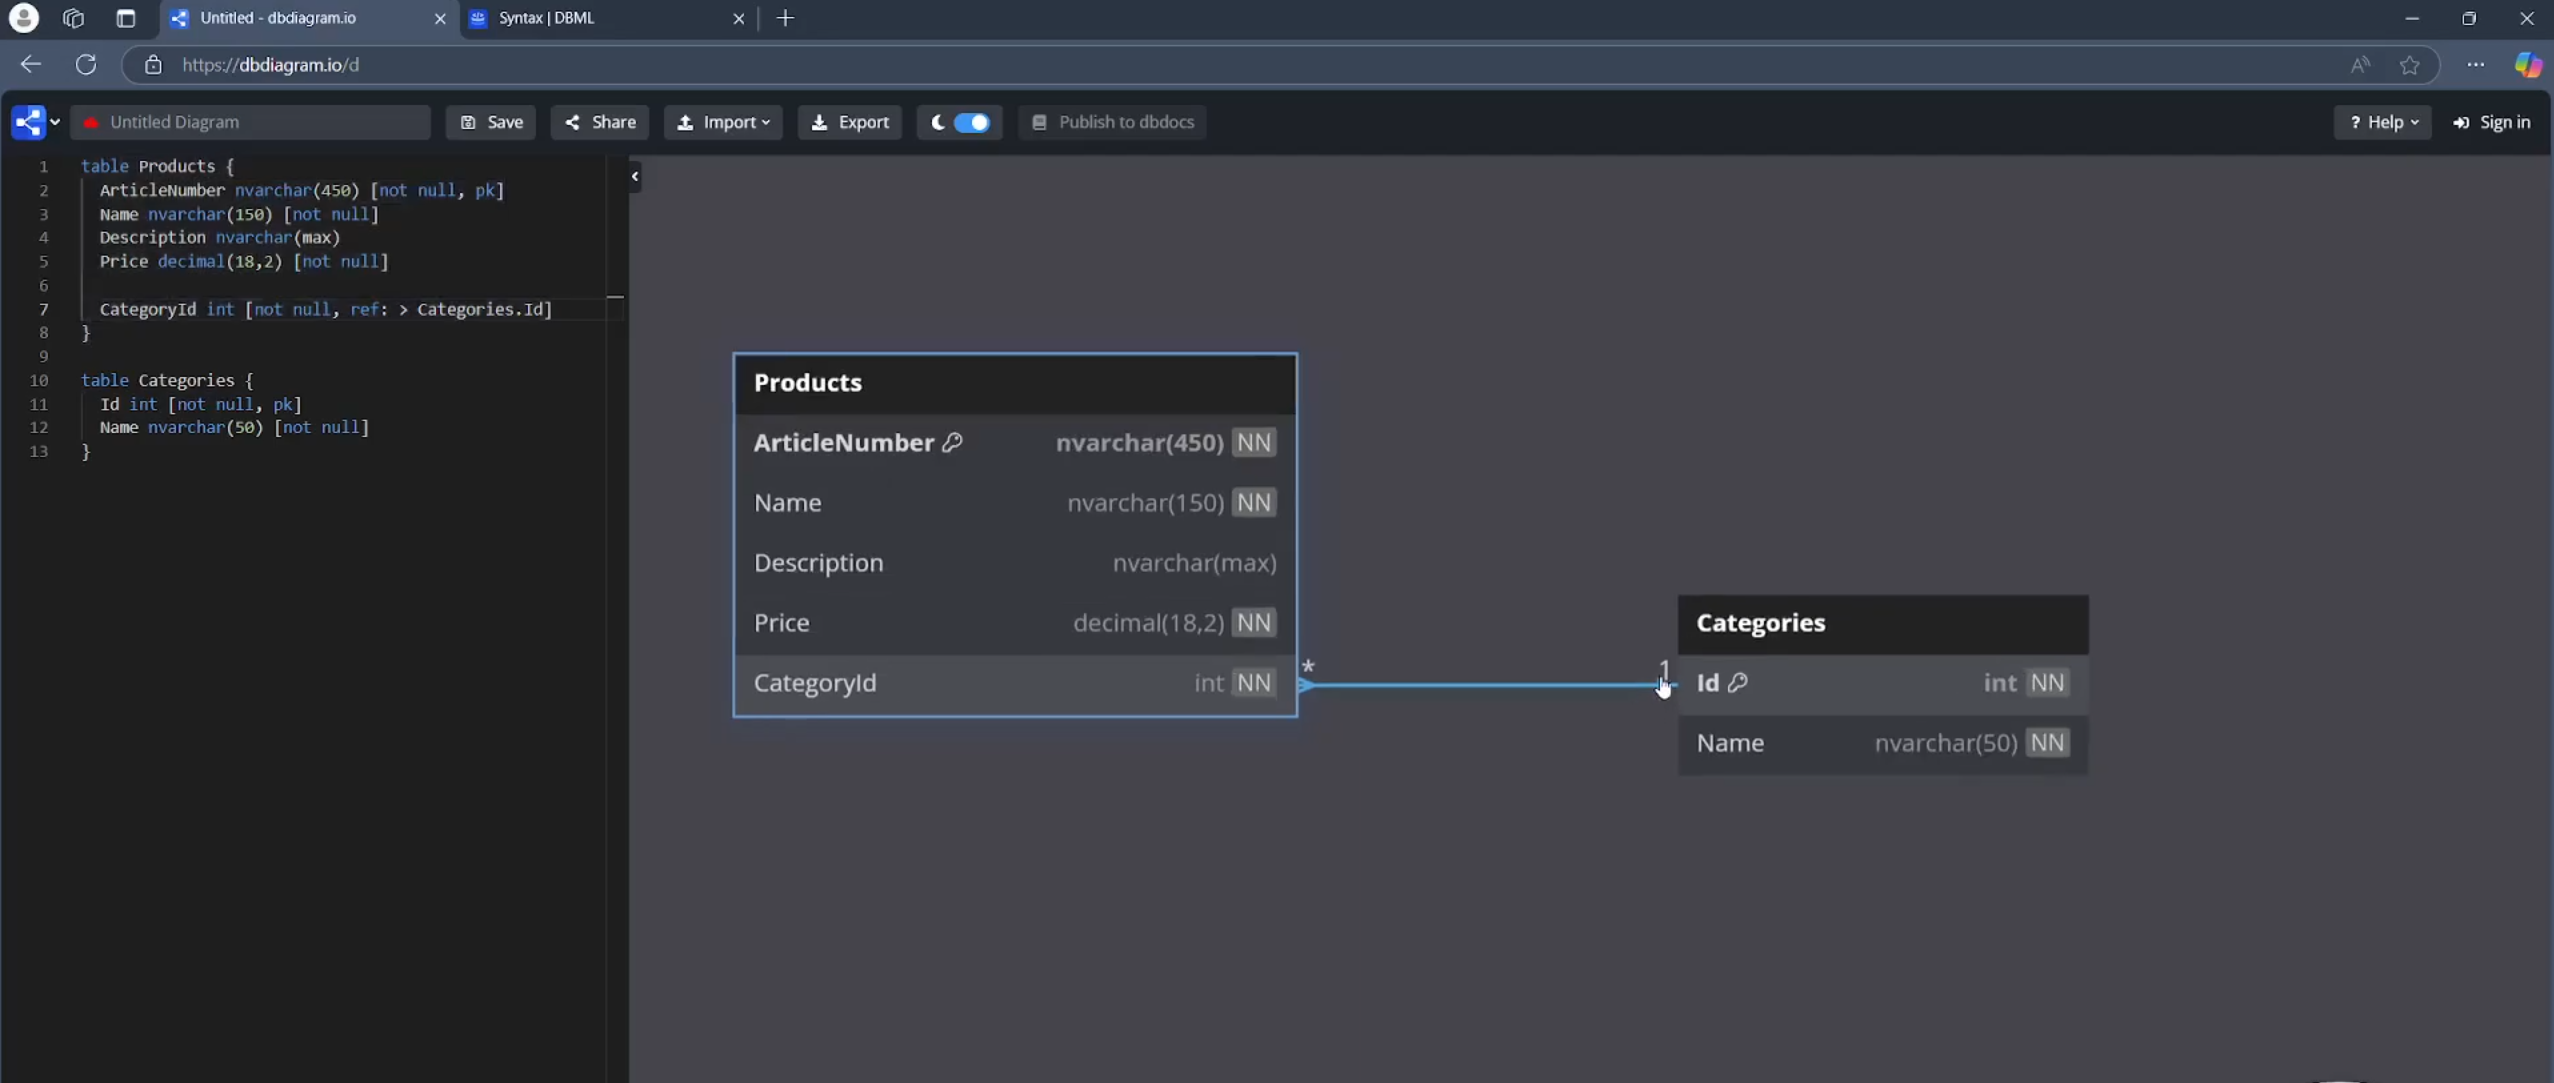 Untitled - dbdiagram.io
Syntax | DBML
https://dbdiagram.io/d
Untitled Diagram
Save
Share
Import
Export
Publish to dbdocs
? Help
Sign in
1 table Products {
2 ArticleNumber nvarchar(450) [not null, pk]
3 Name nvarchar(150) [not null]
4 Description nvarchar(max)
5 Price decimal(18,2) [not null]
6
7 CategoryId int [not null, ref: > Categories.Id]
8 }
9
10 table Categories {
11 Id int [not null, pk]
12 Name nvarchar(50) [not null]
13 }
Products
ArticleNumber nvarchar(450) NN
Name nvarchar(150) NN
Description nvarchar(max)
Price decimal(18,2) NN
CategoryId int NN
* 1
Categories
Id int NN
Name nvarchar(50) NN